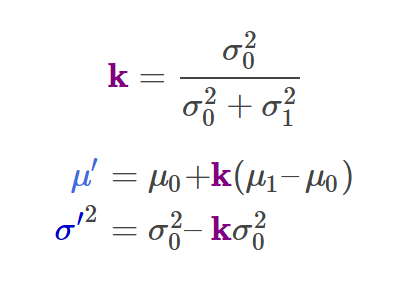 k = σ₀² / (σ₀² + σ₁²)
μ′ = μ₀+k(μ₁– μ₀)
σ′² = σ₀²– kσ₀²